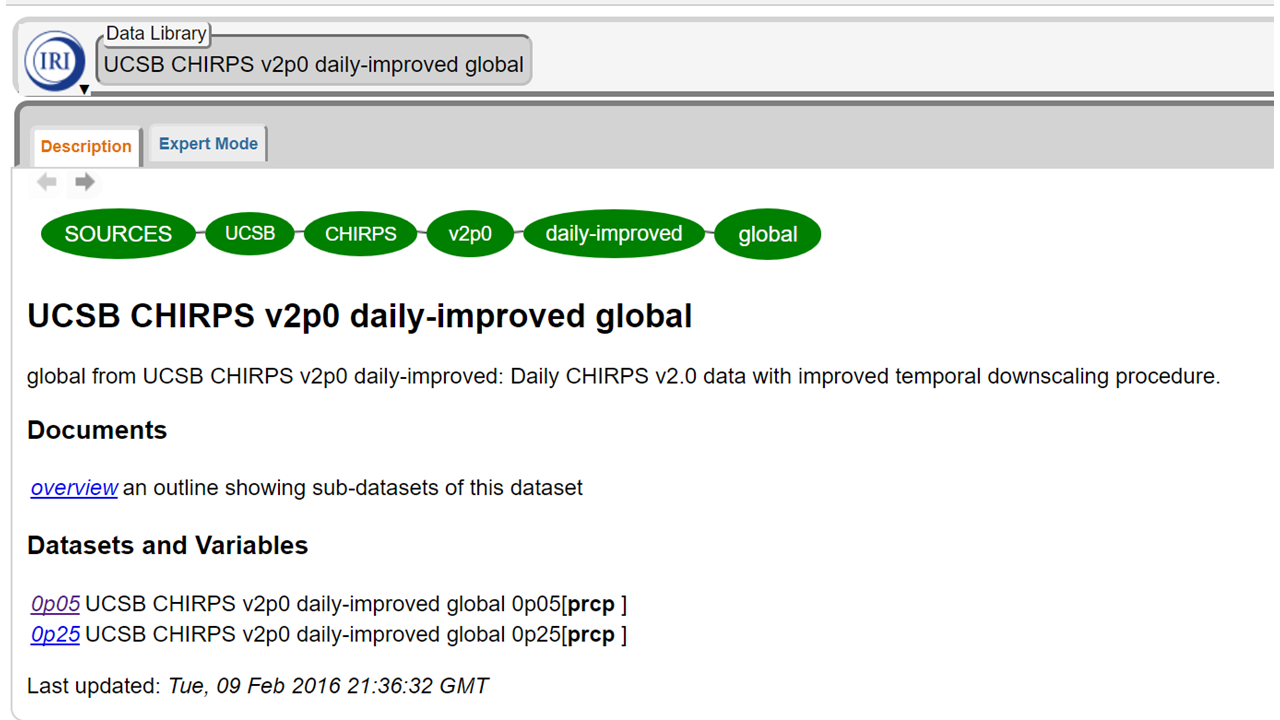 Data Library
IRI
UCSB CHIRPS v2p0 daily-improved global
Description
Expert Mode
SOURCES UCSB CHIRPS v2p0 daily-improved global
UCSB CHIRPS v2p0 daily-improved global
global from UCSB CHIRPS v2p0 daily-improved: Daily CHIRPS v2.0 data with improved temporal downscaling procedure.
Documents
overview an outline showing sub-datasets of this dataset
Datasets and Variables
0p05 UCSB CHIRPS v2p0 daily-improved global 0p05[prcp ]
0p25 UCSB CHIRPS v2p0 daily-improved global 0p25[prcp ]
Last updated: Tue, 09 Feb 2016 21:36:32 GMT